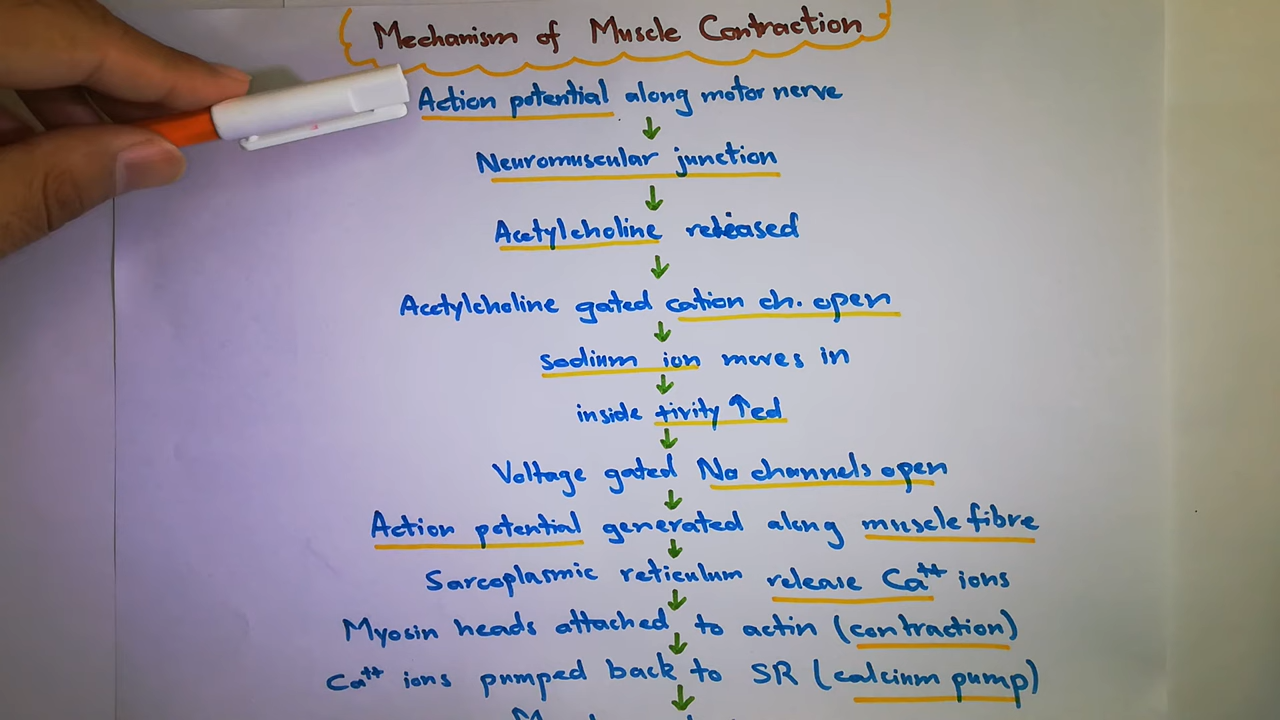 Mechanism of Muscle Contraction
Action potential along motor nerve
↓
Neuromuscular junction
↓
Acetylcholine released
↓
Acetylcholine gated cation ch. open
↓
Sodium ion moves in
↓
inside tivity ↑ed
↓
Voltage gated Na channels open
↓
Action potential generated along muscle fibre
↓
Sarcoplasmic reticulum release Ca++ ions
↓
Myosin heads attached to actin (contraction)
↓
Ca++ ions pumped back to SR (calcium pump)
↓